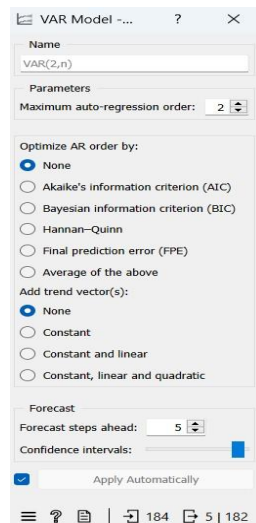 VAR Model -... ? ×
Name
VAR(2,n)
Parameters
Maximum auto-regression order: 2
Optimize AR order by:
None
Akaike's information criterion (AIC)
Bayesian information criterion (BIC)
Hannan–Quinn
Final prediction error (FPE)
Average of the above
Add trend vector(s):
None
Constant
Constant and linear
Constant, linear and quadratic
Forecast
Forecast steps ahead: 5
Confidence intervals:
Apply Automatically
? | 184 5 | 182